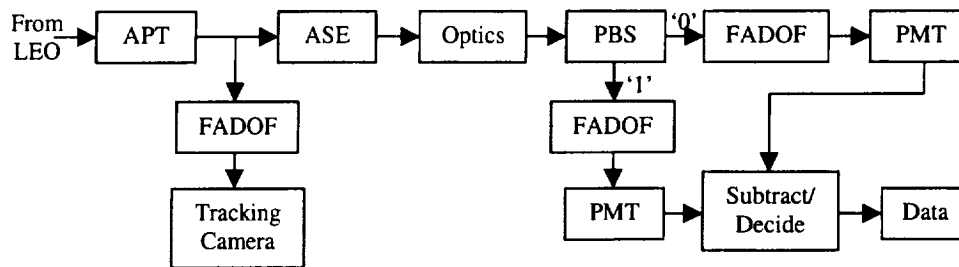 From
LEO
APT
ASE
Optics
PBS
'0'
FADOF
PMT
'1'
FADOF
FADOF
Tracking
Camera
PMT
Subtract/
Decide
Data